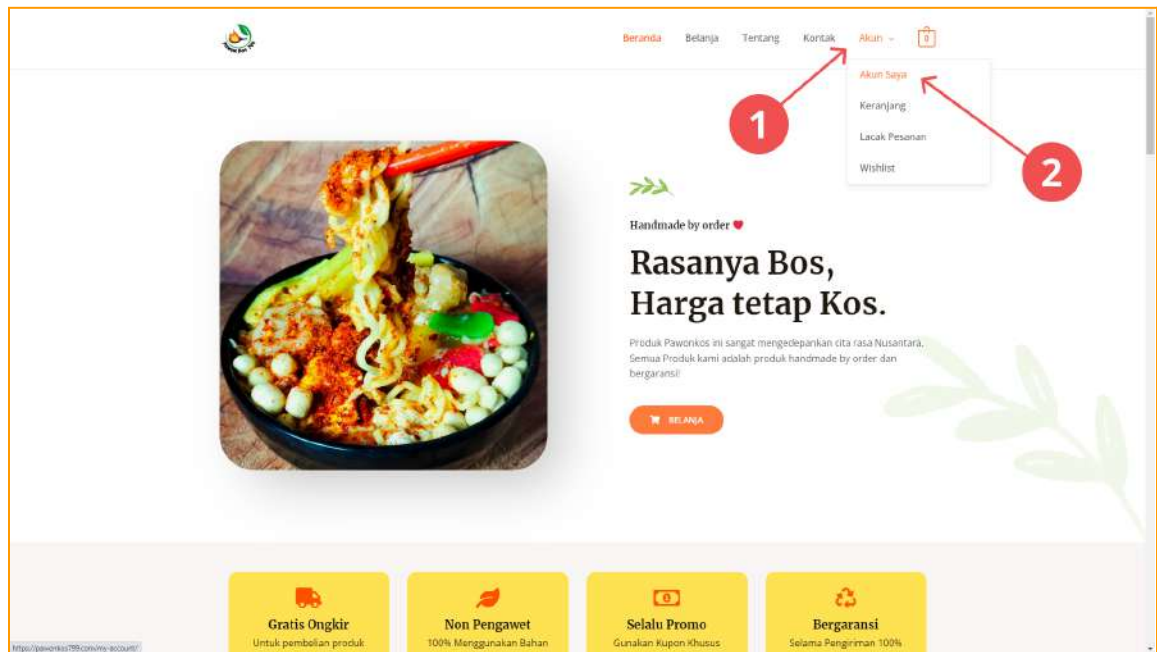 Beranda Belanja Tentang Kontak Akun 0
Akun Saya
Keranjang
Lacak Pesanan
Wishlist
1
2
Handmade by order
Rasanya Bos,
Harga tetap Kos.
Produk Pawonkos ini sangat mengedepankan cita rasa Nusantara.
Semua Produk kami adalah produk handmade by order dan
bergaransi!
BELANJA
Gratis Ongkir
Untuk pembelian produk
Non Pengawet
100% Menggunakan Bahan
Selalu Promo
Gunakan Kupon Khusus
Bergaransi
Selama Pengiriman 100%
https://pawonkos799.com/my-account/